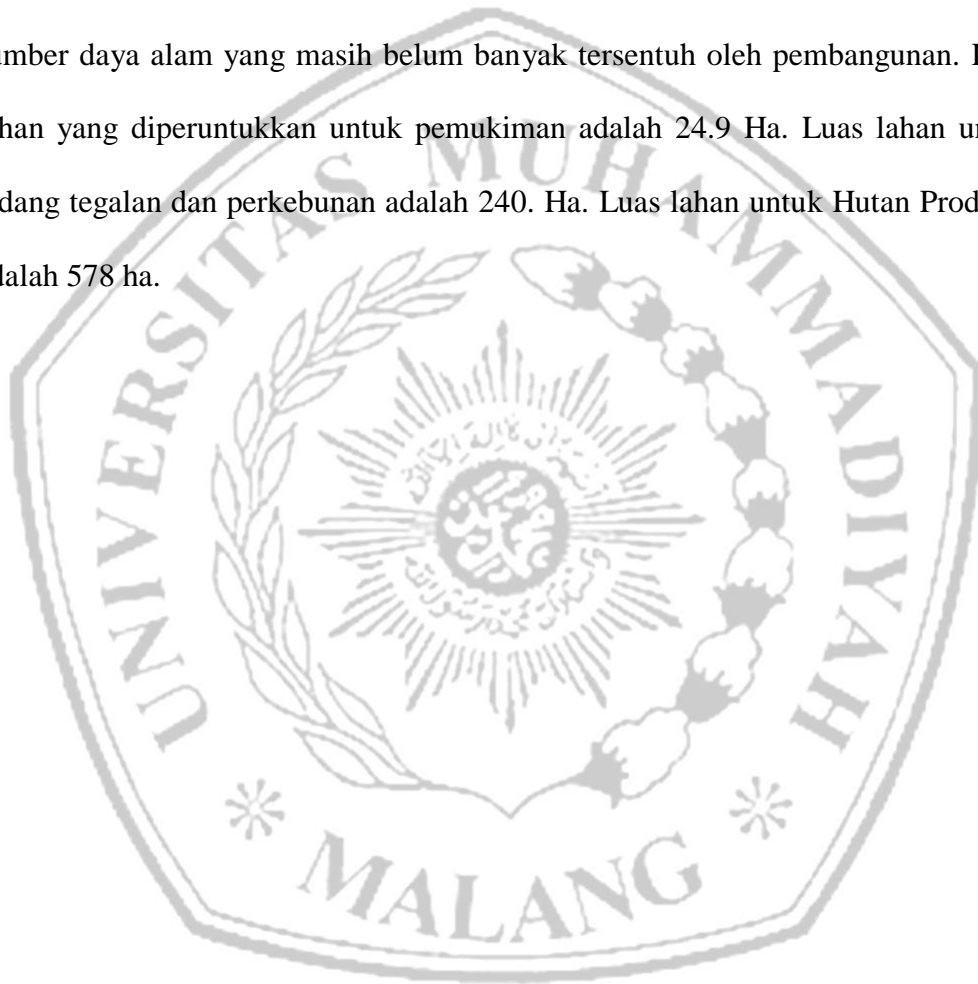 umber daya alam yang masih belum banyak tersentuh oleh pembangunan.
han yang diperuntukkan untuk pemukiman adalah 24.9 Ha. Luas lahan un
dang tegalan dan perkebunan adalah 240. Ha. Luas lahan untuk Hutan Prod
dalah 578 ha.
UNIVERSITAS MUHAMMADIYAH
MALANG